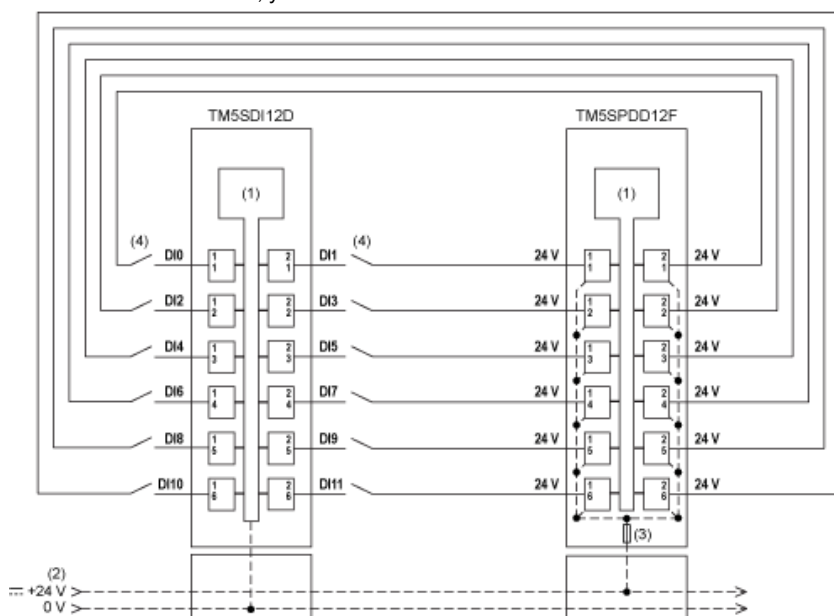 TM5SDI12D TM5SPDD12F
(1) (1)
(4) DI0 1 1 2 1 DI1 (4) 24 V 1 1 2 1 24 V
DI2 1 2 2 2 DI3 24 V 1 2 2 2 24 V
DI4 1 3 2 3 DI5 24 V 1 3 2 3 24 V
DI6 1 4 2 4 DI7 24 V 1 4 2 4 24 V
DI8 1 5 2 5 DI9 24 V 1 5 2 5 24 V
DI10 1 6 2 6 DI11 24 V 1 6 2 6 24 V
(3)
(2)
+24 V
0 V